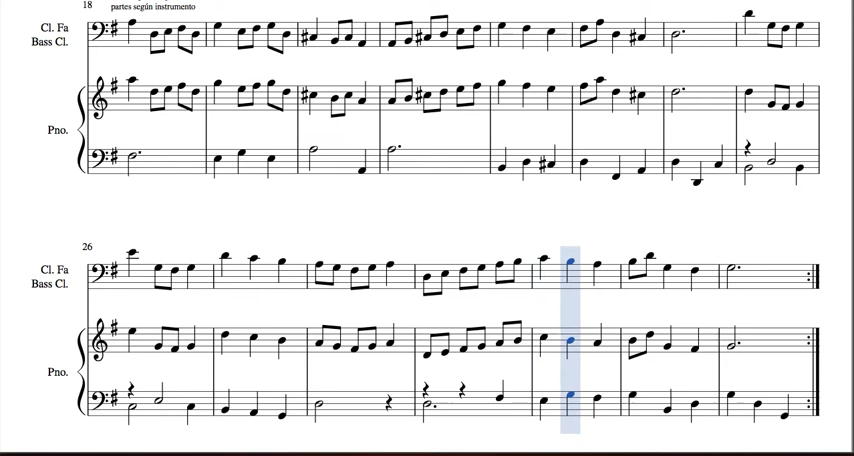 18
partes según instrumento
Cl. Fa
Bass Cl.
Pno.
26
Cl. Fa
Bass Cl.
Pno.